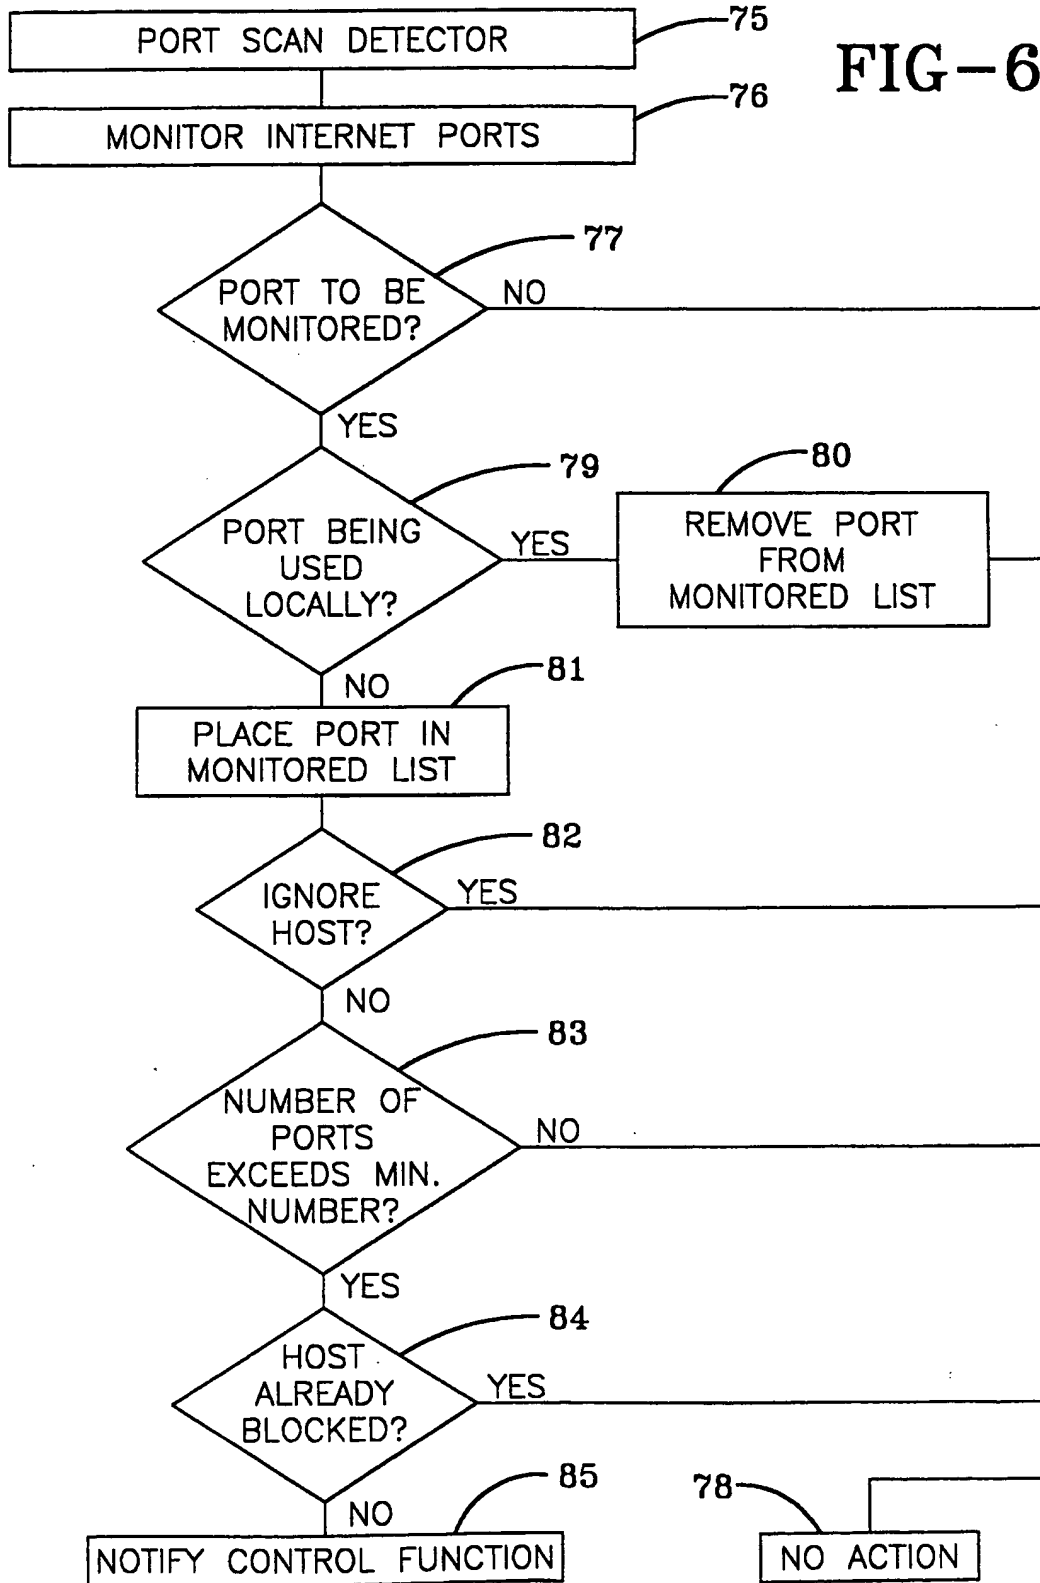 PORT SCAN DETECTOR
75
FIG-6
MONITOR INTERNET PORTS
76
77
PORT TO BE
MONITORED?
NO
YES
79
80
PORT BEING
USED
LOCALLY?
YES
REMOVE PORT
FROM
MONITORED LIST
NO
81
PLACE PORT IN
MONITORED LIST
82
IGNORE
HOST?
YES
NO
83
NUMBER OF
PORTS
EXCEEDS MIN.
NUMBER?
NO
YES
84
HOST
ALREADY
BLOCKED?
YES
NO
85
78
NOTIFY CONTROL FUNCTION
NO ACTION